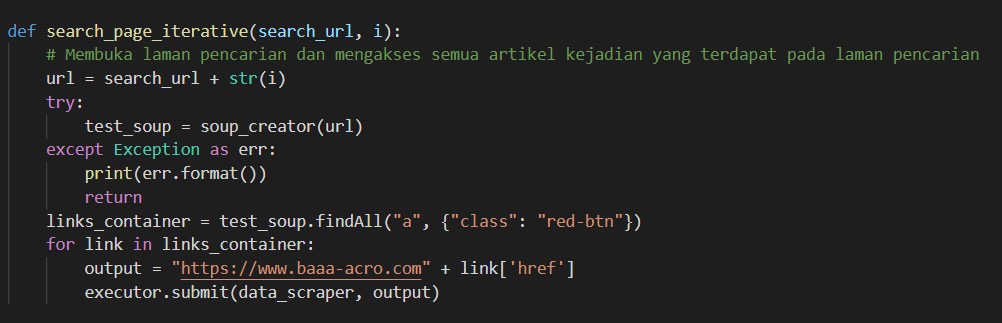 def search_page_iterative(search_url, i):
    # Membuka laman pencarian dan mengakses semua artikel kejadian yang terdapat pada laman pencarian
    url = search_url + str(i)
    try:
        test_soup = soup_creator(url)
    except Exception as err:
        print(err.format())
        return
    links_container = test_soup.findAll("a", {"class": "red-btn"})
    for link in links_container:
        output = "https://www.baaa-acro.com" + link['href']
        executor.submit(data_scraper, output)